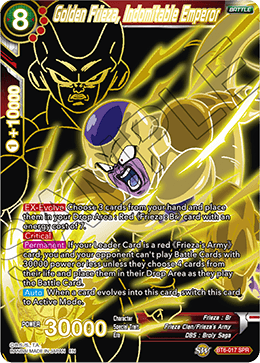 8
Golden Frieza, Indomitable Emperor
BATTLE
1 +10000
EX-Evolve Choose 3 cards from your hand and place
them in your Drop Area : Red ‹Frieza: Br› card with an
energy cost of 7.
Critical
Permanent If your Leader Card is a red ‹Frieza's Army›
card, you and your opponent can't play Battle Cards with
30000 power or less unless they choose 4 cards from
their life and place them in their Drop Area as they play
the Battle Card.
Auto When a card evolves into this card, switch this card
to Active Mode.
POWER 30000
Character Frieza : Br
Special Trait Frieza Clan/Frieza's Army
Era DBS : Broly Saga
BT6-017 SPR